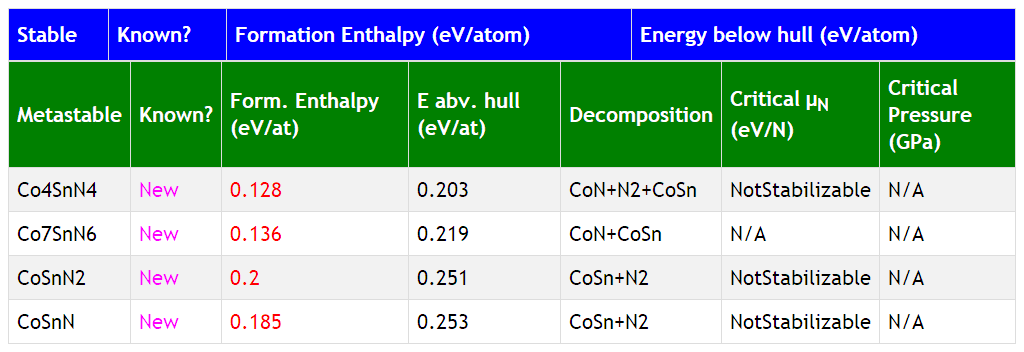 Stable Known? Formation Enthalpy (eV/atom) Energy below hull (eV/atom)
Metastable Known? Form. Enthalpy (eV/at) E abv. hull (eV/at) Decomposition Critical μN (eV/N) Critical Pressure (GPa)
Co4SnN4 New 0.128 0.203 CoN+N2+CoSn NotStabilizable N/A
Co7SnN6 New 0.136 0.219 CoN+CoSn N/A N/A
CoSnN2 New 0.2 0.251 CoSn+N2 NotStabilizable N/A
CoSnN New 0.185 0.253 CoSn+N2 NotStabilizable N/A